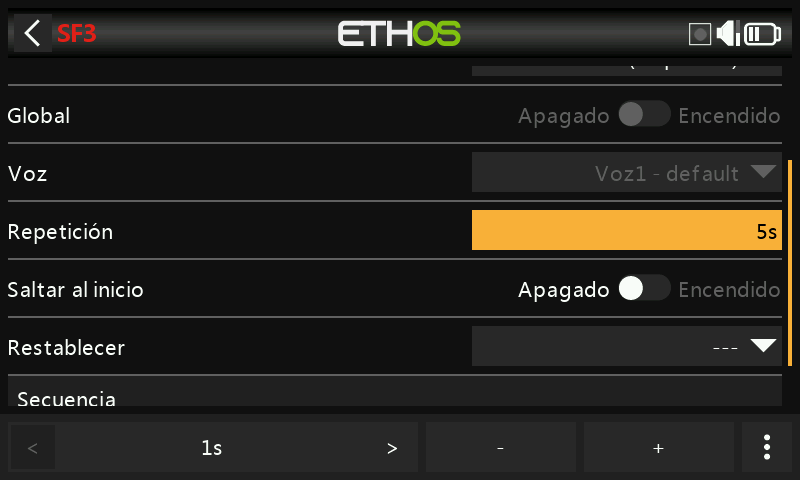 SF3
ETHOS
Global
Apagado Encendido
Voz
Voz1 - default
Repetición
5s
Saltar al inicio
Apagado Encendido
Restablecer
---
Secuencia
< 1s > - +